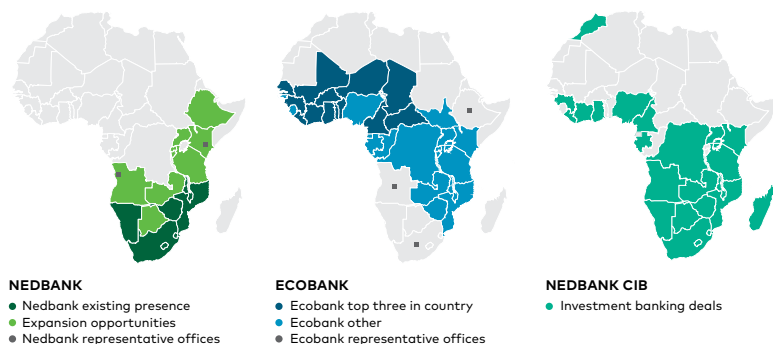 NEDBANK
Nedbank existing presence
Expansion opportunities
Nedbank representative offices
ECOBANK
Ecobank top three in country
Ecobank other
Ecobank representative offices
NEDBANK CIB
Investment banking deals